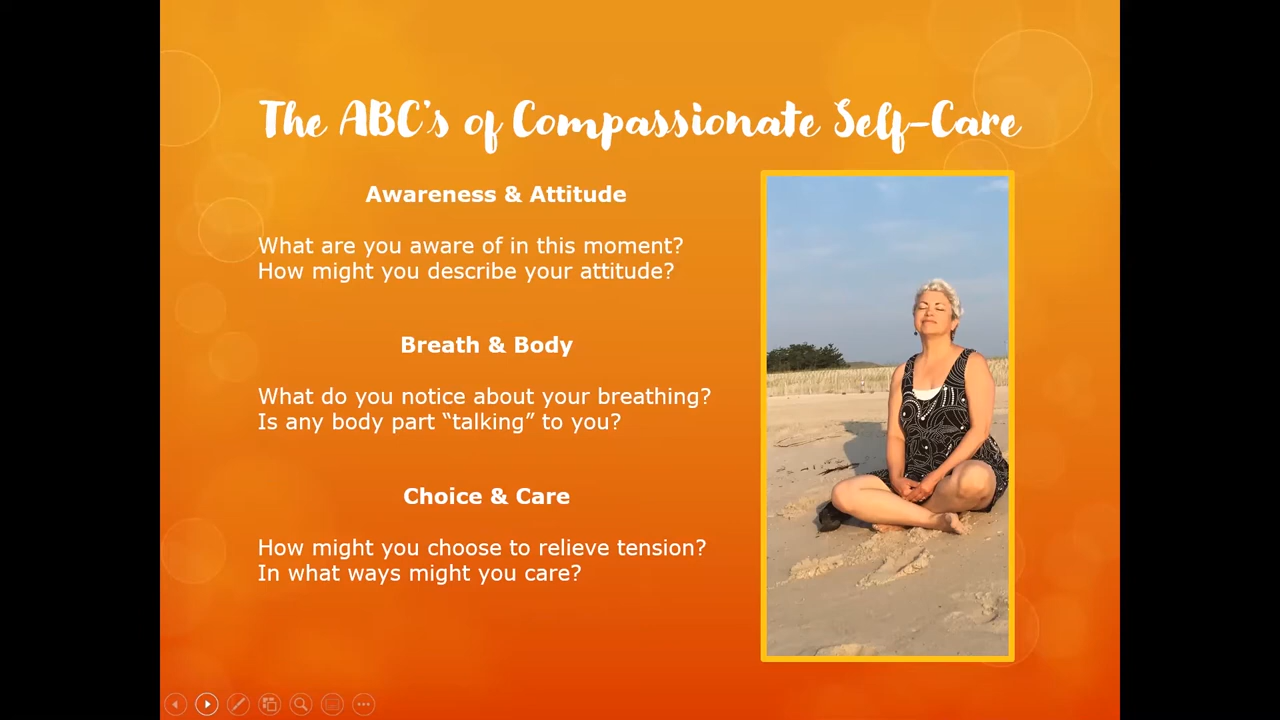 The ABC's of Compassionate Self-Care
Awareness & Attitude
What are you aware of in this moment?
How might you describe your attitude?
Breath & Body
What do you notice about your breathing?
Is any body part “talking” to you?
Choice & Care
How might you choose to relieve tension?
In what ways might you care?